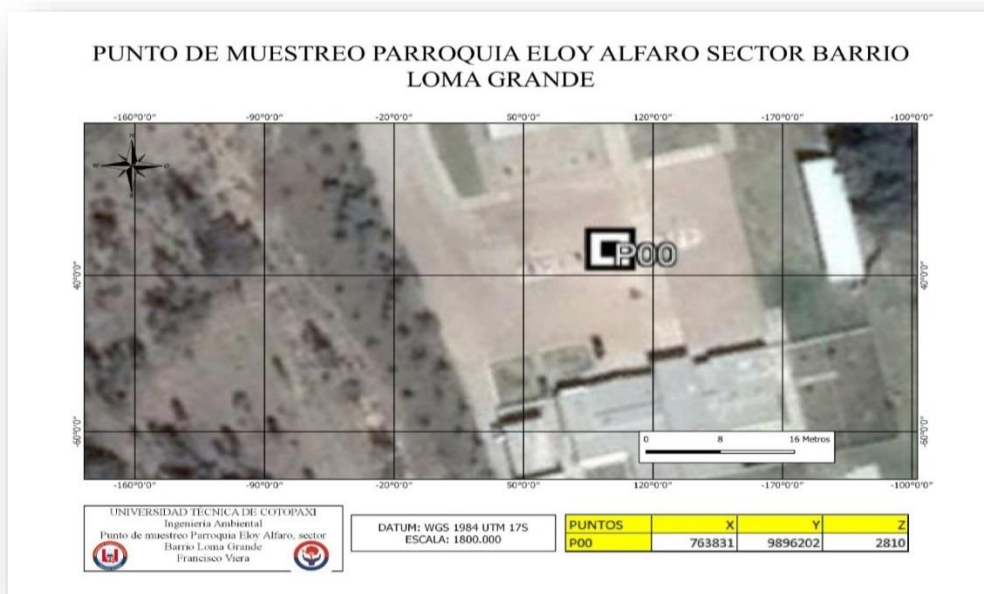 PUNTO DE MUESTREO PARROQUIA ELOY ALFARO SECTOR BARRIO
LOMA GRANDE
-160°0'0" -90°0'0" -20°0'0" 50°0'0" 120°0'0" -170°0'0" -100°0'0"
N
W O
P00
40°0'0" 40°0'0"
-60°0'0" -60°0'0"
0 8 16 Metros
-160°0'0" -90°0'0" -20°0'0" 50°0'0" 120°0'0" -170°0'0" -100°0'0"
UNIVERSIDAD TÉCNICA DE COTOPAXI
Ingeniería Ambiental
Punto de muestreo Parroquia Eloy Alfaro, sector
Barrio Loma Grande
Francisco Viera
DATUM: WGS 1984 UTM 17S
ESCALA: 1800.000
PUNTOS X Y Z
P00 763831 9896202 2810